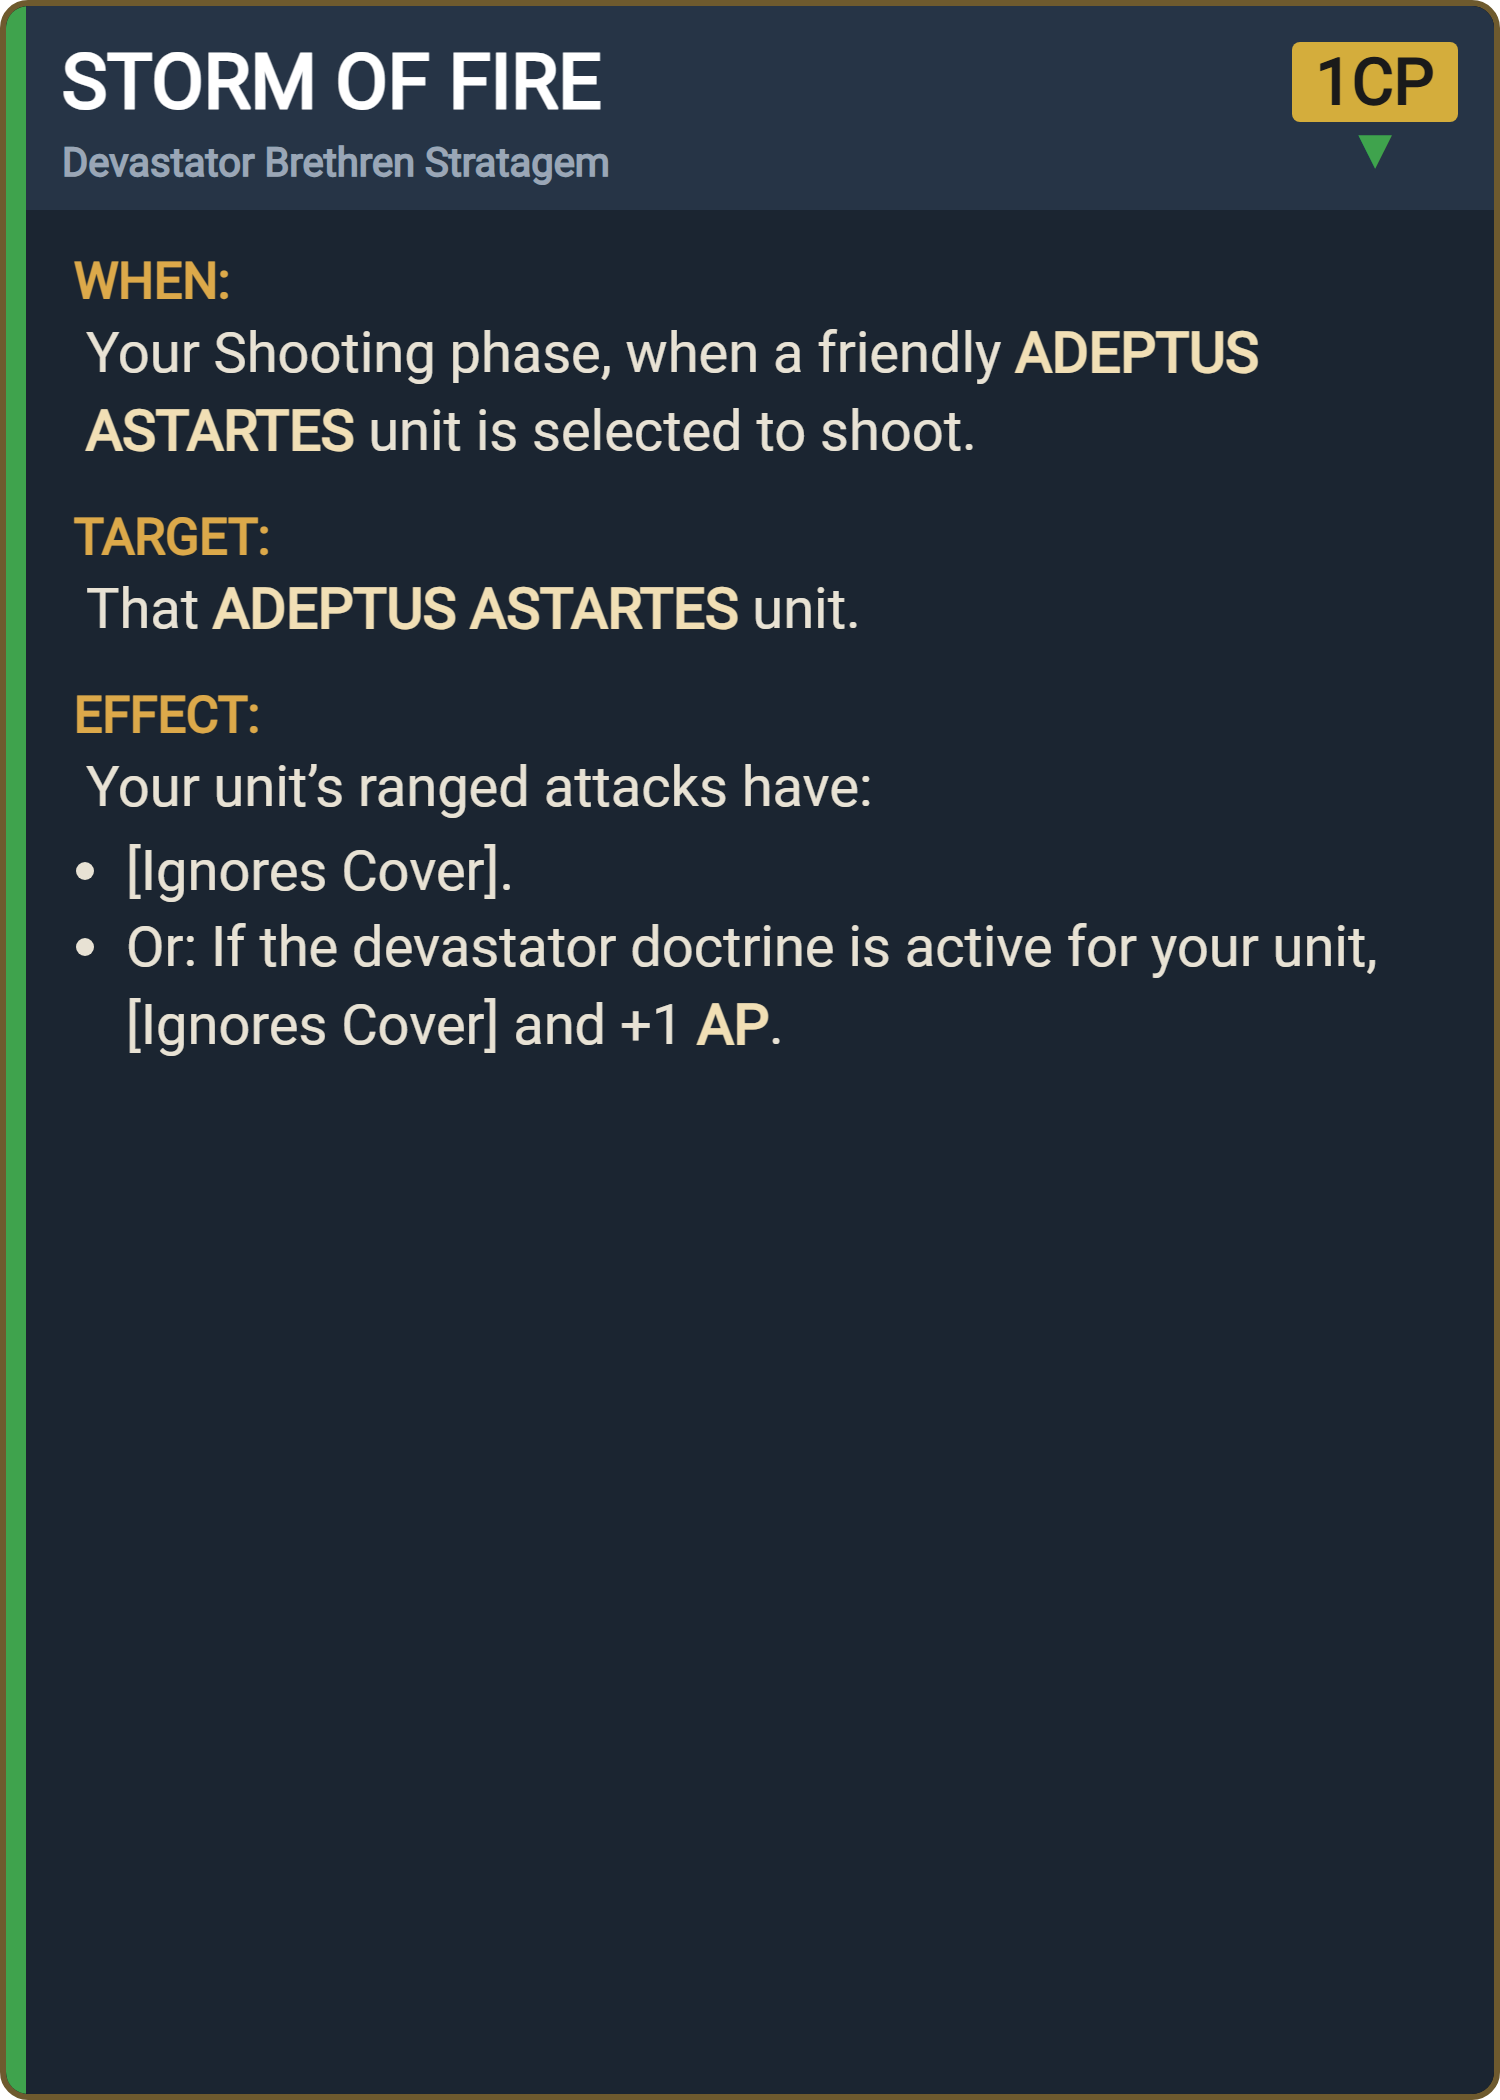 STORM OF FIRE
1CP
Devastator Brethren Stratagem
WHEN:
Your Shooting phase, when a friendly ADEPTUS
ASTARTES unit is selected to shoot.
TARGET:
That ADEPTUS ASTARTES unit.
EFFECT:
Your unit’s ranged attacks have:
• [Ignores Cover].
• Or: If the devastator doctrine is active for your unit,
[Ignores Cover] and +1 AP.